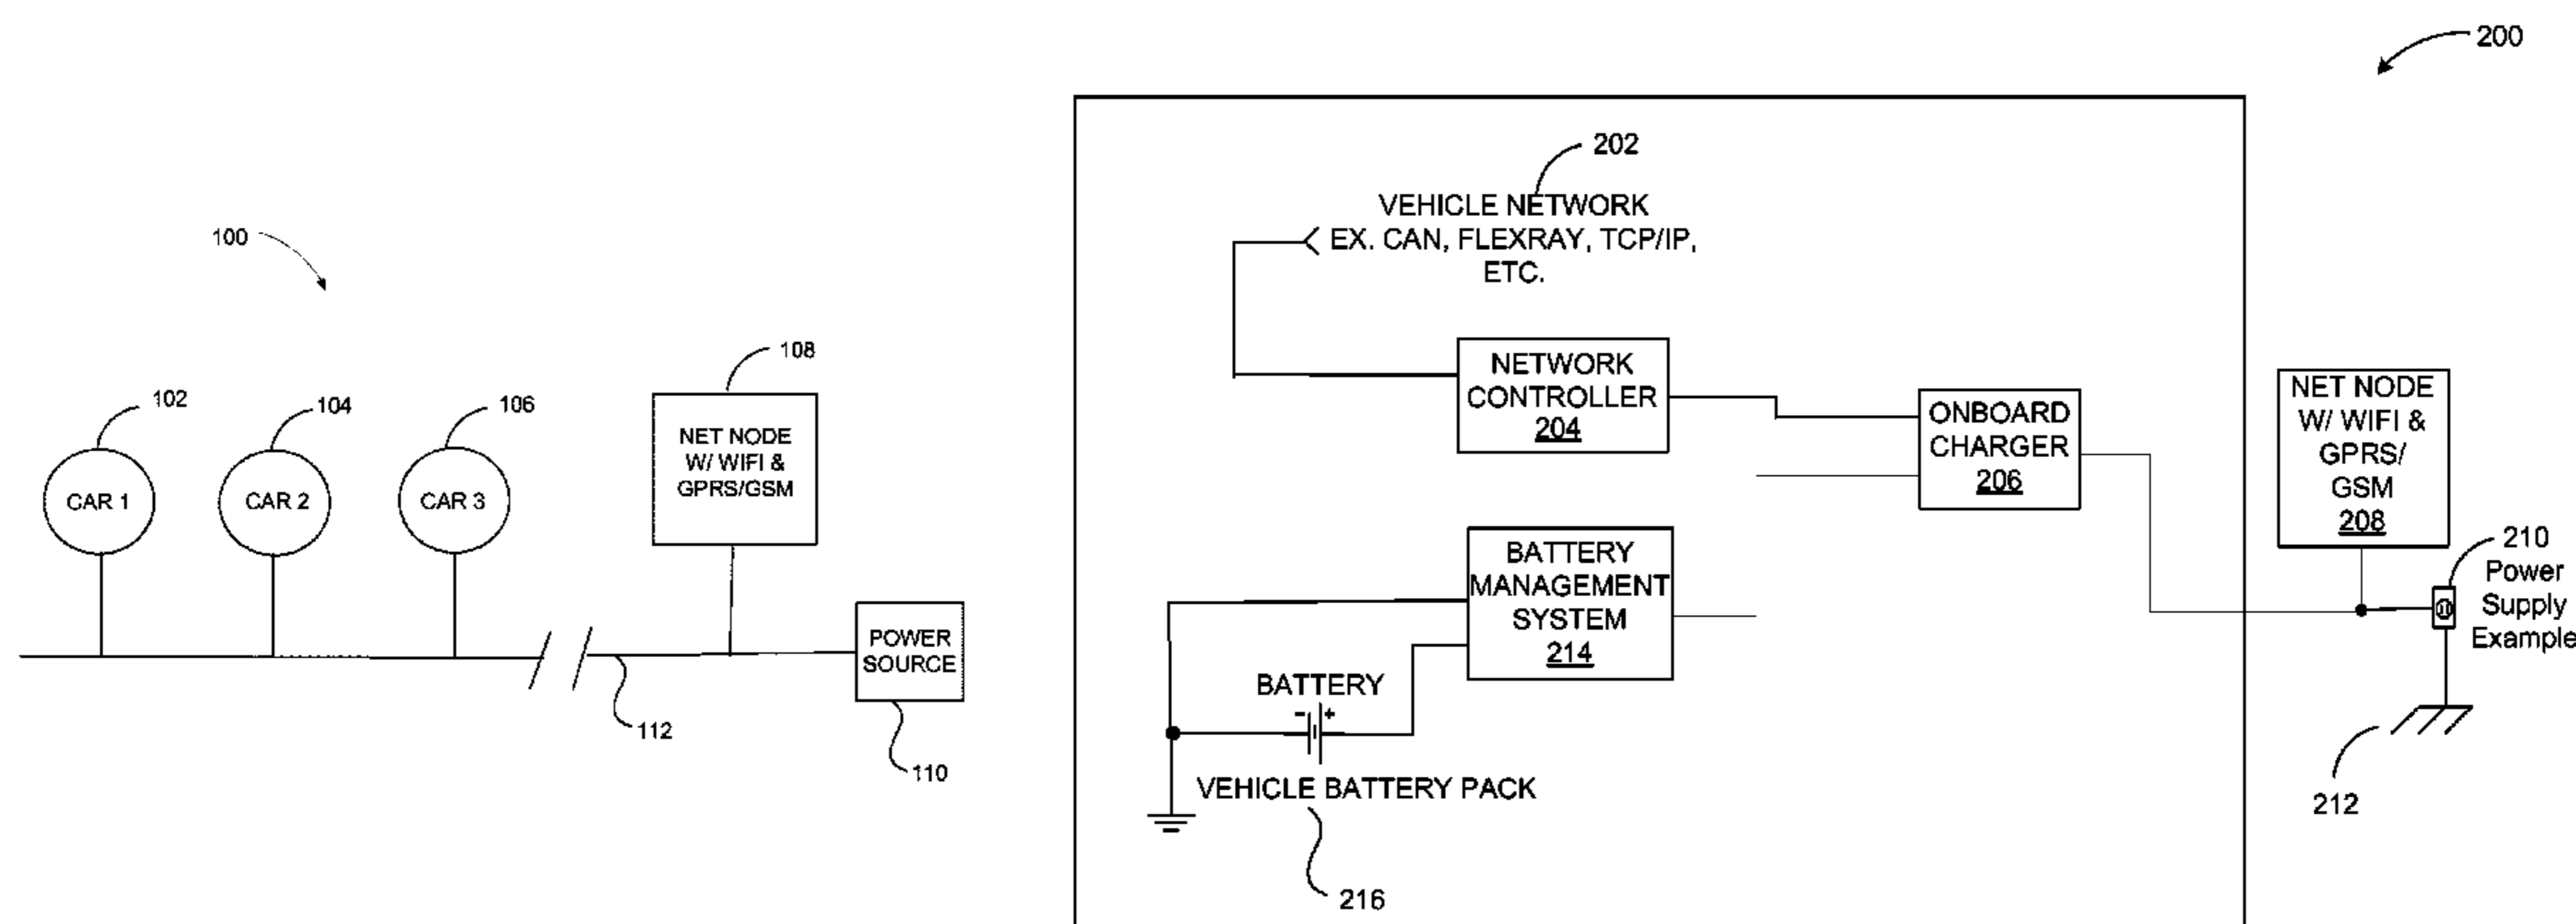 100
102
CAR 1
104
CAR 2
106
CAR 3
108
NET NODE
W/ WIFI &
GPRS/GSM
POWER
SOURCE
112
110
200
202
VEHICLE NETWORK
EX. CAN, FLEXRAY, TCP/IP,
ETC.
NETWORK
CONTROLLER
204
ONBOARD
CHARGER
206
NET NODE
W/ WIFI &
GPRS/
GSM
208
210
Power
Supply
Example
212
BATTERY
MANAGEMENT
SYSTEM
214
BATTERY
- +
VEHICLE BATTERY PACK
216